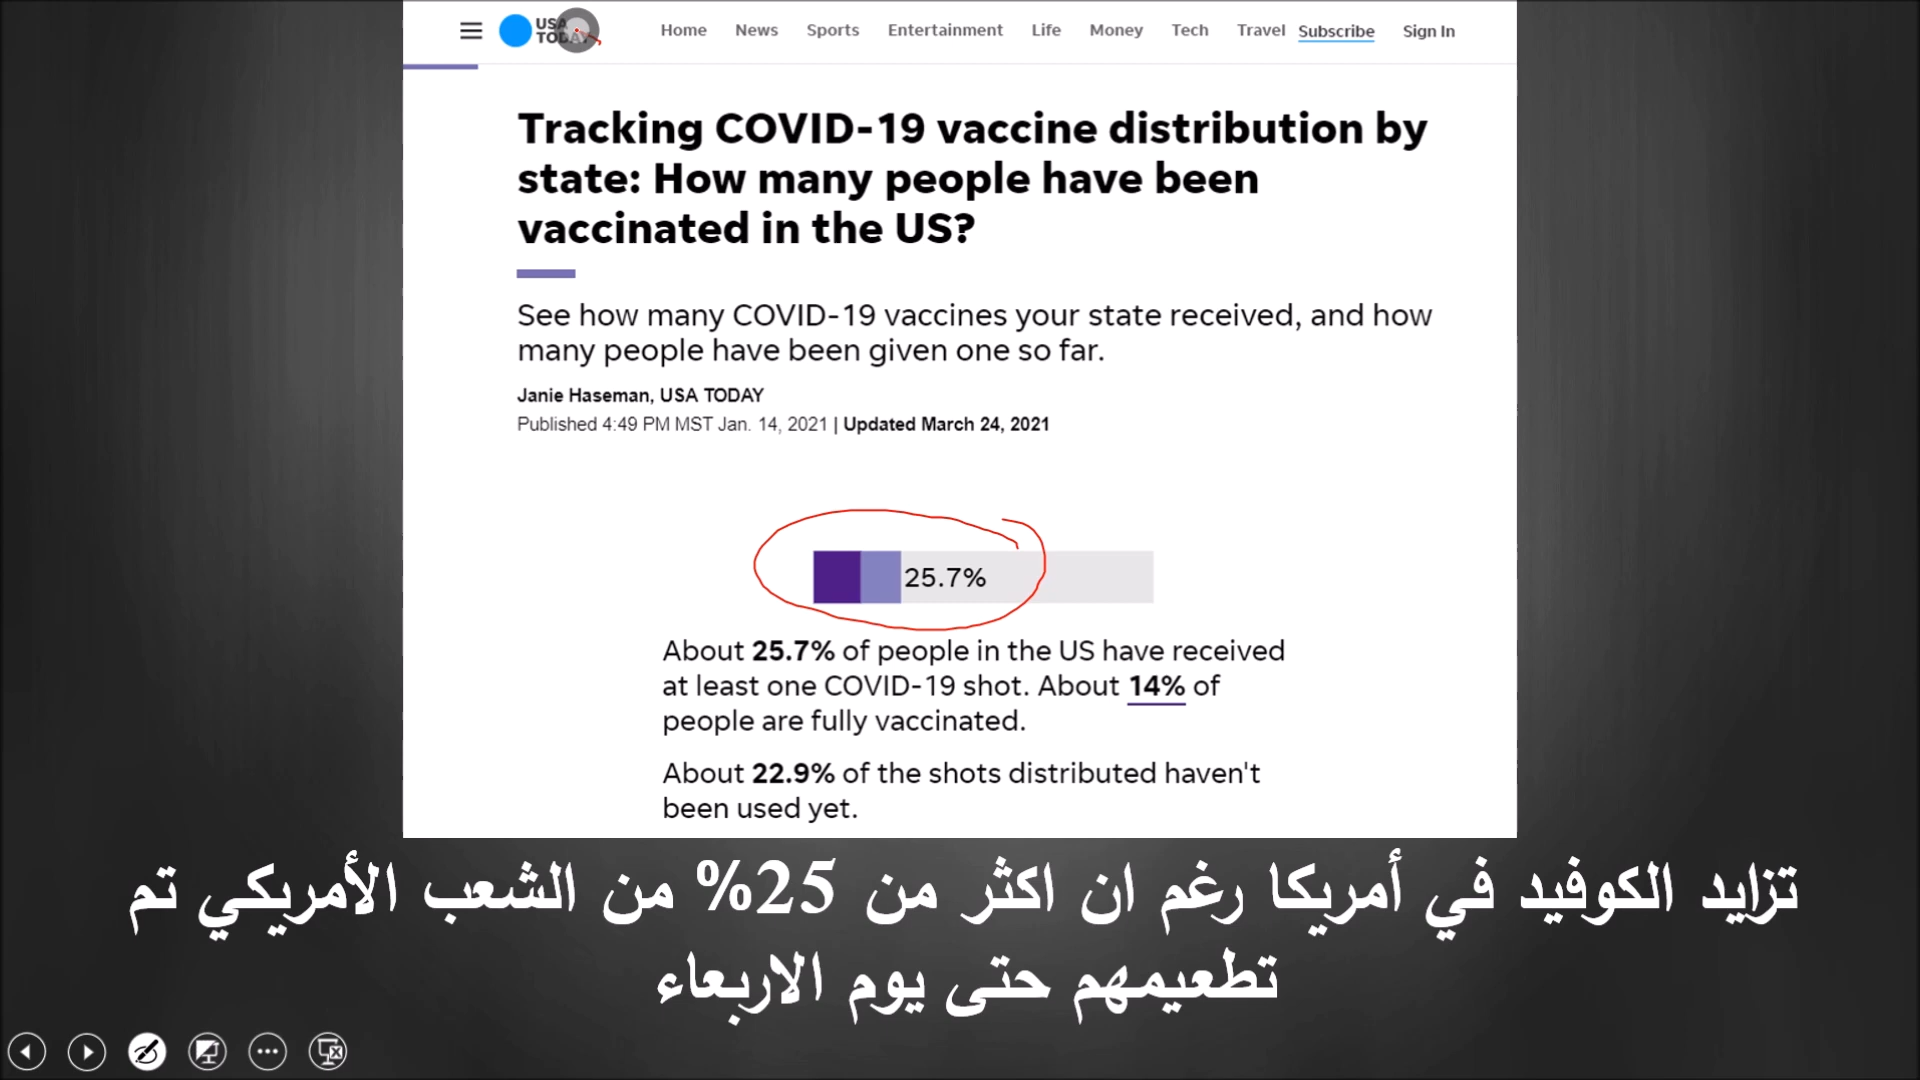 USA TODAY
Home News Sports Entertainment Life Money Tech Travel Subscribe Sign In
Tracking COVID-19 vaccine distribution by
state: How many people have been
vaccinated in the US?
See how many COVID-19 vaccines your state received, and how
many people have been given one so far.
Janie Haseman, USA TODAY
Published 4:49 PM MST Jan. 14, 2021 | Updated March 24, 2021
25.7%
About 25.7% of people in the US have received
at least one COVID-19 shot. About 14% of
people are fully vaccinated.
About 22.9% of the shots distributed haven't
been used yet.
تزايد الكوفيد في أمريكا رغم ان اكثر من 25% من الشعب الأمريكي تم
تطعيمهم حتى يوم الاربعاء